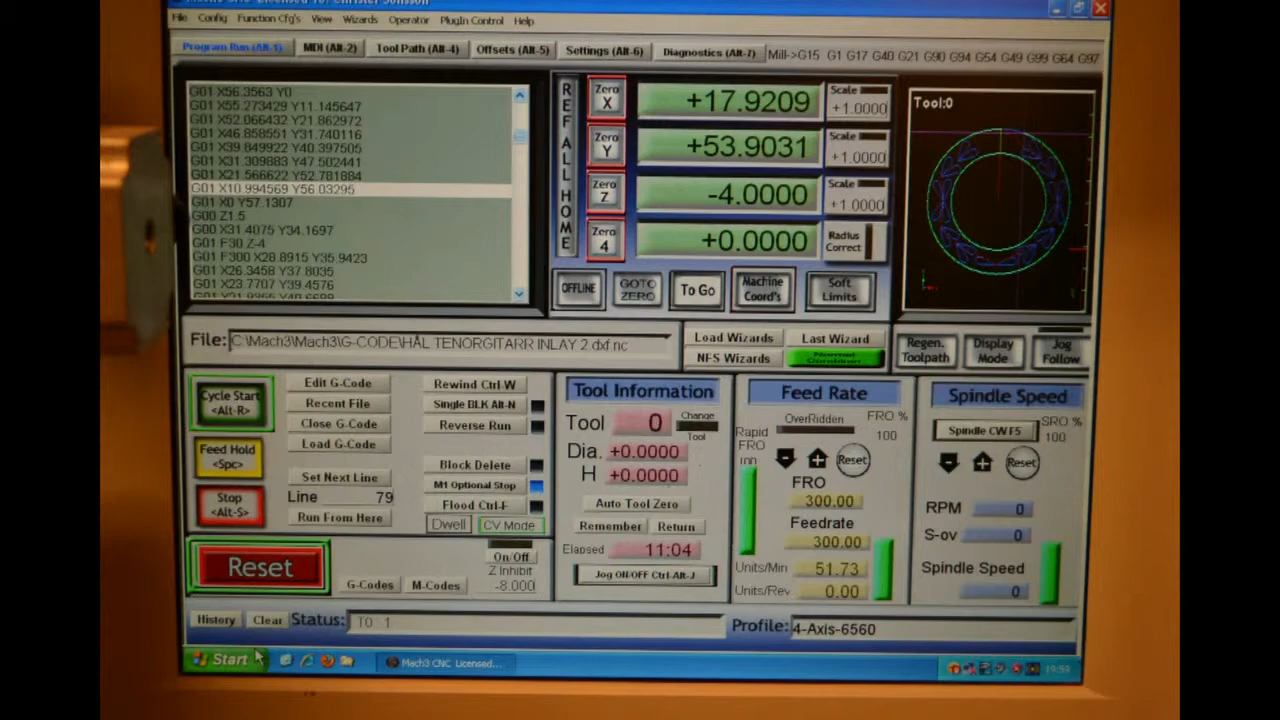 File Config Function Cfg's View Wizards Operator PlugIn Control Help
Program Run (Alt-1) MDI (Alt-2) Tool Path (Alt-4) Offsets (Alt-5) Settings (Alt-6) Diagnostics (Alt-7) Mill->G15 G1 G17 G40 G21 G90 G94 G54 G49 G99 G64 G97
G01 X56.3563 Y0
G01 X55.273429 Y11.145647
G01 X52.066432 Y21.862972
G01 X46.858551 Y31.740116
G01 X39.849922 Y40.397505
G01 X31.309883 Y47.502441
G01 X21.566622 Y52.781884
G01 X10.994569 Y56.03295
G01 X0 Y57.1307
G00 Z1.5
G00 X31.4075 Y34.1697
G01 F30 Z-4
G01 F300 X28.8915 Y35.9423
G01 X26.3458 Y37.8035
G01 X23.7707 Y39.4576
REF ALL HOME
Zero X +17.9209 Scale +1.0000
Zero Y +53.9031 Scale +1.0000
Zero Z -4.0000 Scale +1.0000
Zero 4 +0.0000 Radius Correct
OFFLINE GOTO ZERO To Go Machine Coord's Soft Limits
Tool:0
File: C:\Mach3\Mach3\G-CODE\HÅL TENORGITARR INLAY 2.dxf.nc
Load Wizards Last Wizard
NFS Wizards Normal Condition
Regen. Toolpath Display Mode Jog Follow
Cycle Start <Alt-R>
Feed Hold <Spc>
Stop <Alt-S>
Reset
Edit G-Code
Recent File
Close G-Code
Load G-Code
Set Next Line
Line 79
Run From Here
Rewind Ctrl-W
Single BLK Alt-N
Reverse Run
Block Delete
M1 Optional Stop
Flood Ctrl-F
Dwell CV Mode
On/Off
Z Inhibit
-8.000
G-Codes M-Codes
Tool Information
Tool 0 Change Tool
Dia. +0.0000
H +0.0000
Auto Tool Zero
Remember Return
Elapsed 11:04
Jog ON/OFF Ctrl-Alt-J
Feed Rate
OverRidden FRO %
100
Rapid FRO
Reset
FRO
300.00
Feedrate
300.00
Units/Min 51.73
Units/Rev 0.00
Spindle Speed
Spindle CW F5 SRO %
100
Reset
RPM 0
S-ov 0
Spindle Speed
0
History Clear Status: TO 1
Profile: 4-Axis-6560
Start Mach3 CNC Licensed...